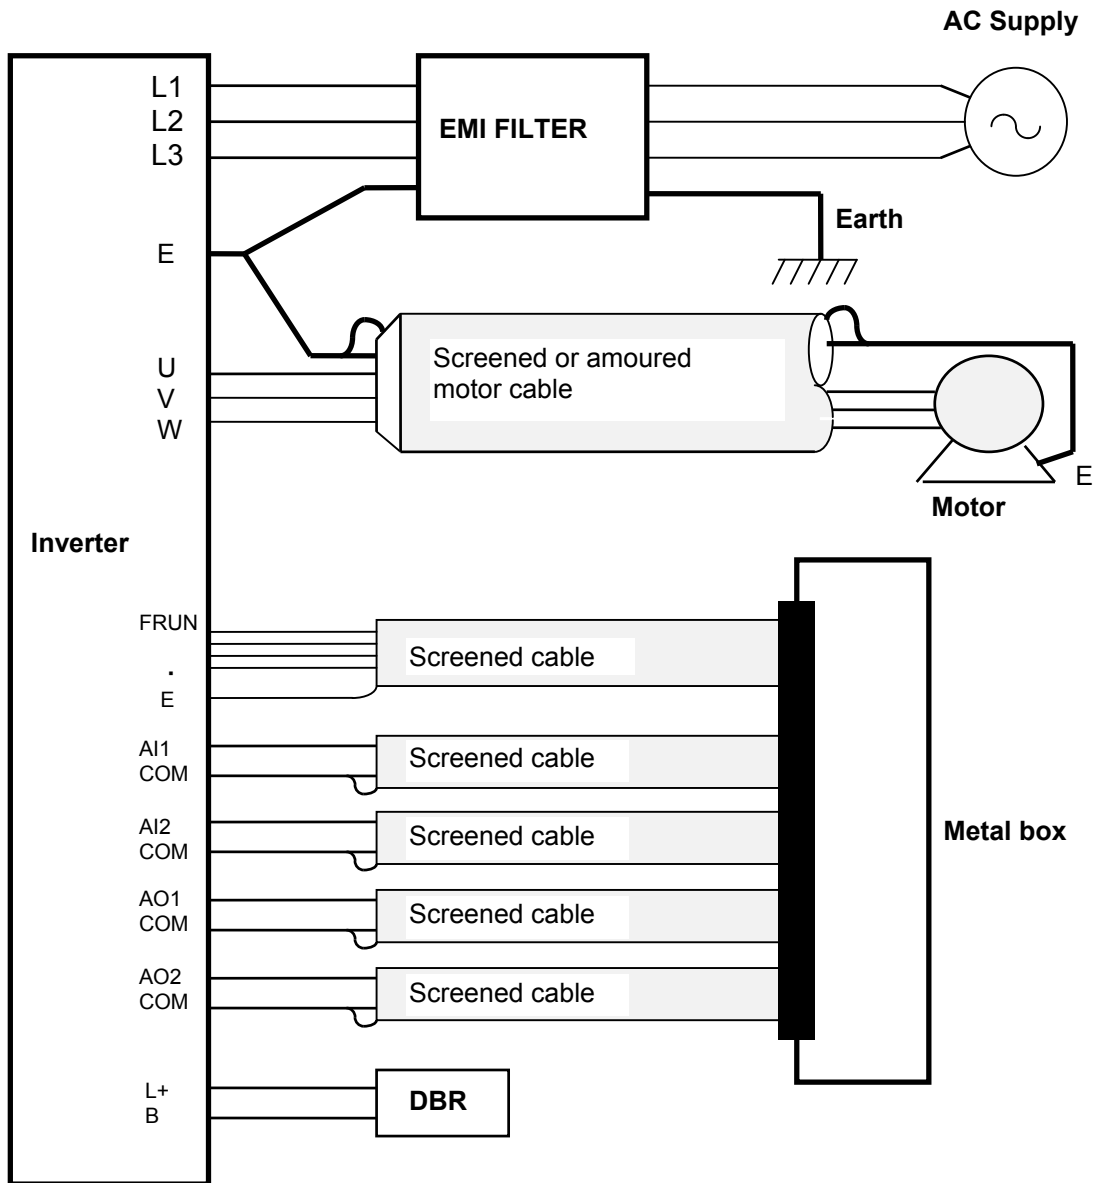 AC Supply
L1
L2
L3
EMI FILTER
E
Earth
U
V
W
Screened or amoured
motor cable
E
Motor
Inverter
FRUN
.
E
Screened cable
AI1
COM
Screened cable
AI2
COM
Screened cable
Metal box
AO1
COM
Screened cable
AO2
COM
Screened cable
L+
B
DBR